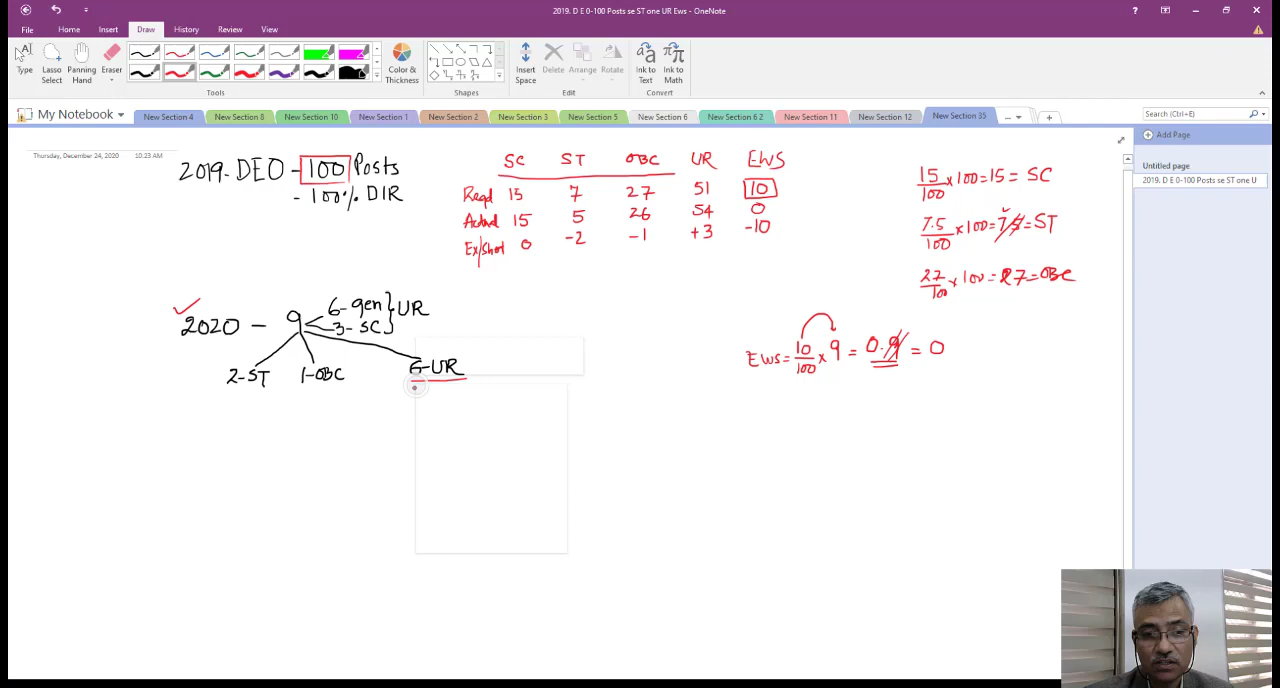 2019. D E 0-100 Posts se ST one UR Ews - OneNote
File Home Insert Draw History Review View
Type
Lasso Select
Panning Hand
Eraser
Color & Thickness
Insert Space
Delete
Arrange
Rotate
Ink to Text
Ink to Math
Tools
Shapes
Edit
Convert
My Notebook
New Section 4
New Section 8
New Section 10
New Section 1
New Section 2
New Section 3
New Section 5
New Section 6
New Section 6 2
New Section 11
New Section 12
New Section 35
Search (Ctrl+E)
Add Page
Untitled page
2019. D E 0-100 Posts se ST one U
Thursday, December 24, 2020 10:23 AM
2019. DEO - 100 Posts
- 100% DIR
SC ST OBC UR EWS
Reqd 15 7 27 51 10
Actual 15 5 26 54 0
Ex/Short 0 -2 -1 +3 -10
15/100 x 100 = 15 = SC
7.5/100 x 100 = 7.5 = ST
27/100 x 100 = 27 = OBC
2020 - 9
6-gen } UR
3-SC
2-ST 1-OBC 6-UR
EWS = 10/100 x 9 = 0.9 = 0